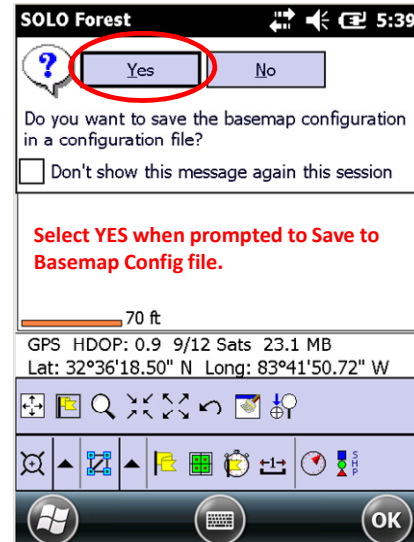 SOLO Forest 5:39
Yes No
Do you want to save the basemap configuration
in a configuration file?
Don't show this message again this session
Select YES when prompted to Save to
Basemap Config file.
70 ft
GPS HDOP: 0.9 9/12 Sats 23.1 MB
Lat: 32°36'18.50" N Long: 83°41'50.72" W
1
S
H
P
OK